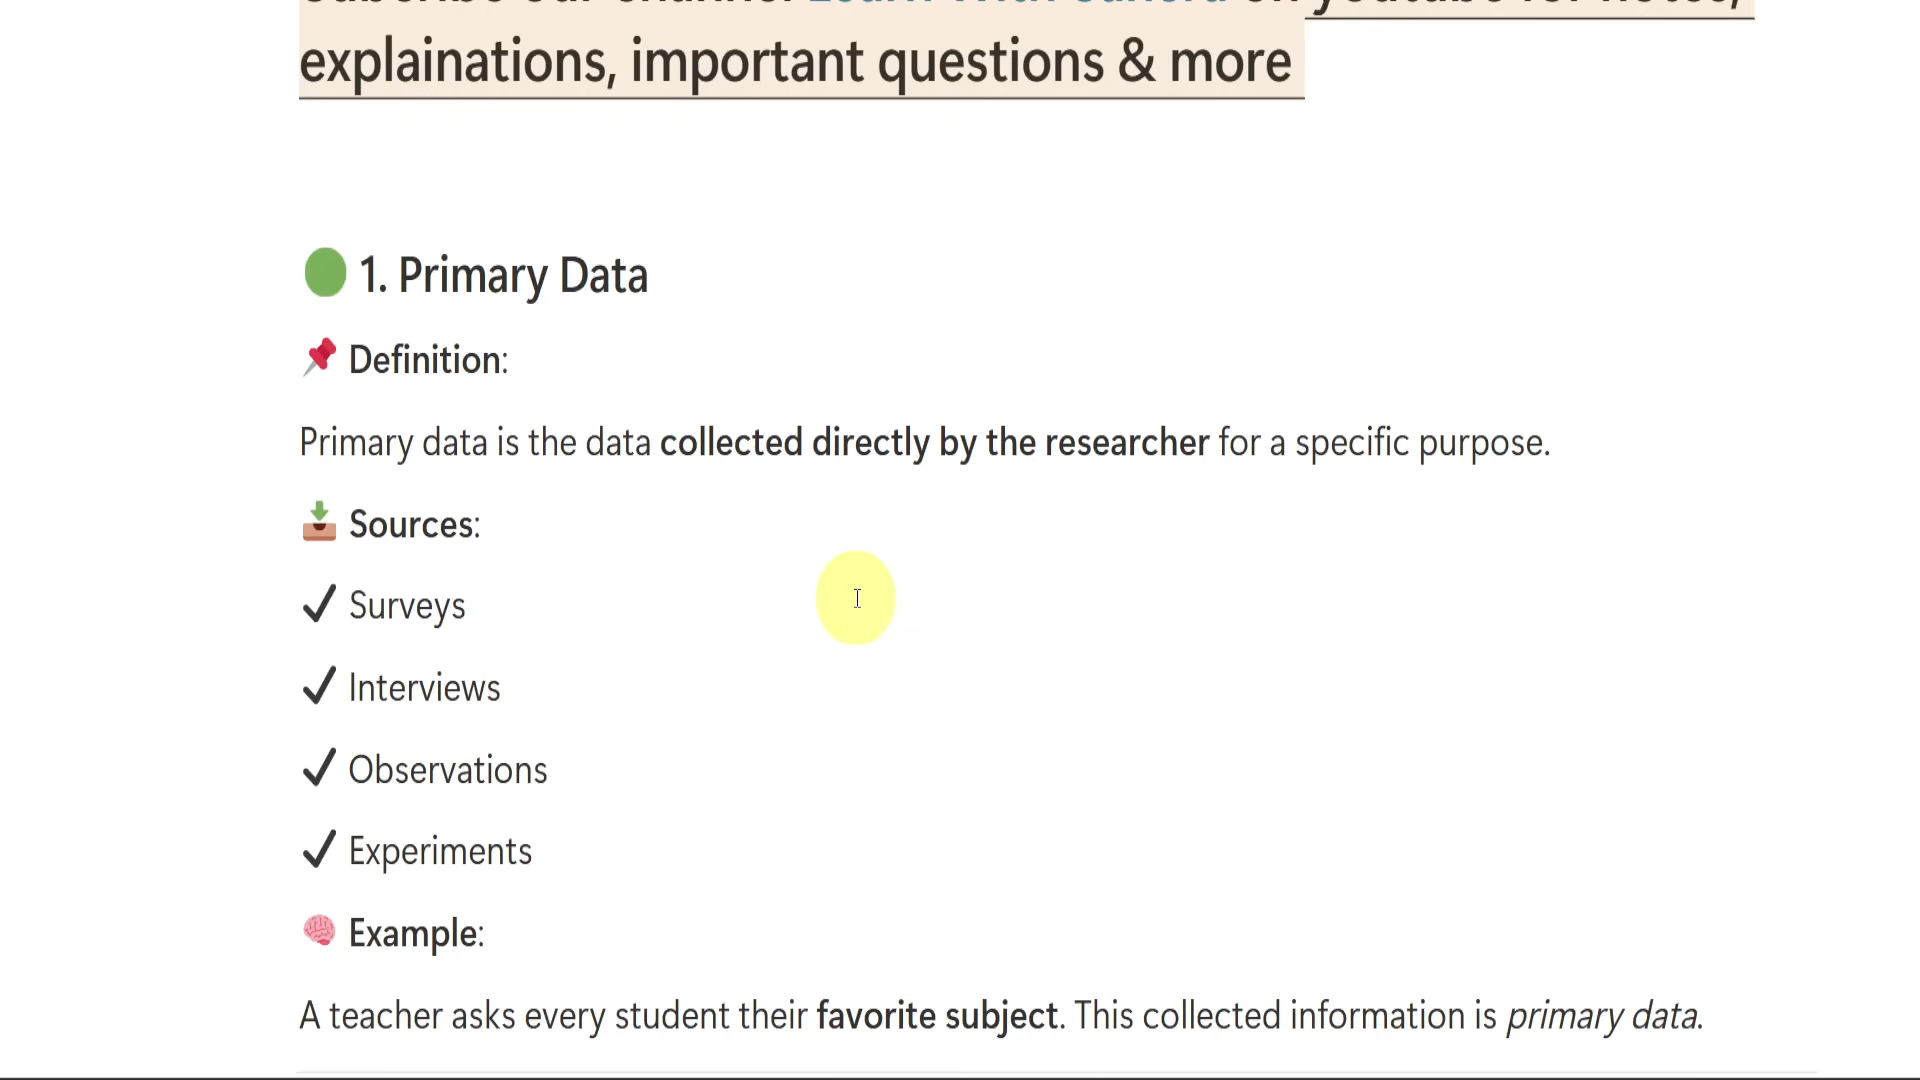 explainations, important questions & more
1. Primary Data
Definition:
Primary data is the data collected directly by the researcher for a specific purpose.
Sources:
✔ Surveys
✔ Interviews
✔ Observations
✔ Experiments
Example:
A teacher asks every student their favorite subject. This collected information is primary data.